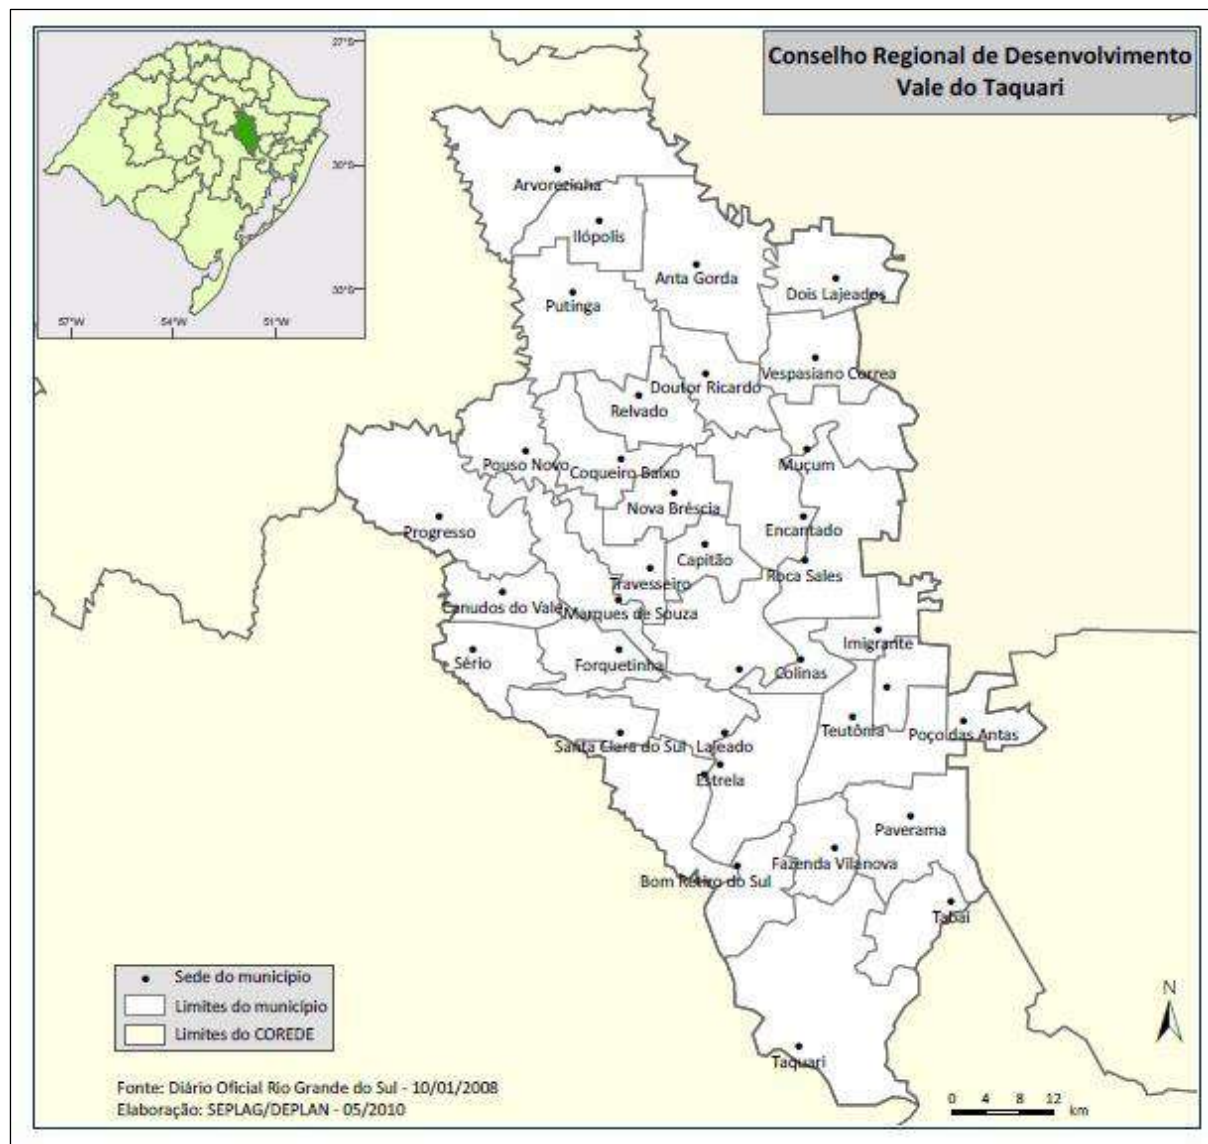 Conselho Regional de Desenvolvimento
Vale do Taquari
27°S
30°S
33°S
57°W
54°W
51°W
Arvorezinha
Ilópolis
Anta Gorda
Dois Lajeados
Putinga
Vespasiano Correa
Doutor Ricardo
Relvado
Pouso Novo
Coqueiro Baixo
Muçum
Nova Bréscia
Progresso
Encantado
Capitão
Roca Sales
Travesseiro
Canudos do Vale
Marques de Souza
Imigrante
Sério
Forquetinha
Colinas
Teutônia
Poço das Antas
Santa Clara do Sul
Lajeado
Estrela
Paverama
Fazenda Vilanova
Bom Retiro do Sul
Tabaí
Taquari
Sede do município
Limites do município
Limites do COREDE
N
Fonte: Diário Oficial Rio Grande do Sul - 10/01/2008
Elaboração: SEPLAG/DEPLAN - 05/2010
0 4 8 12
km